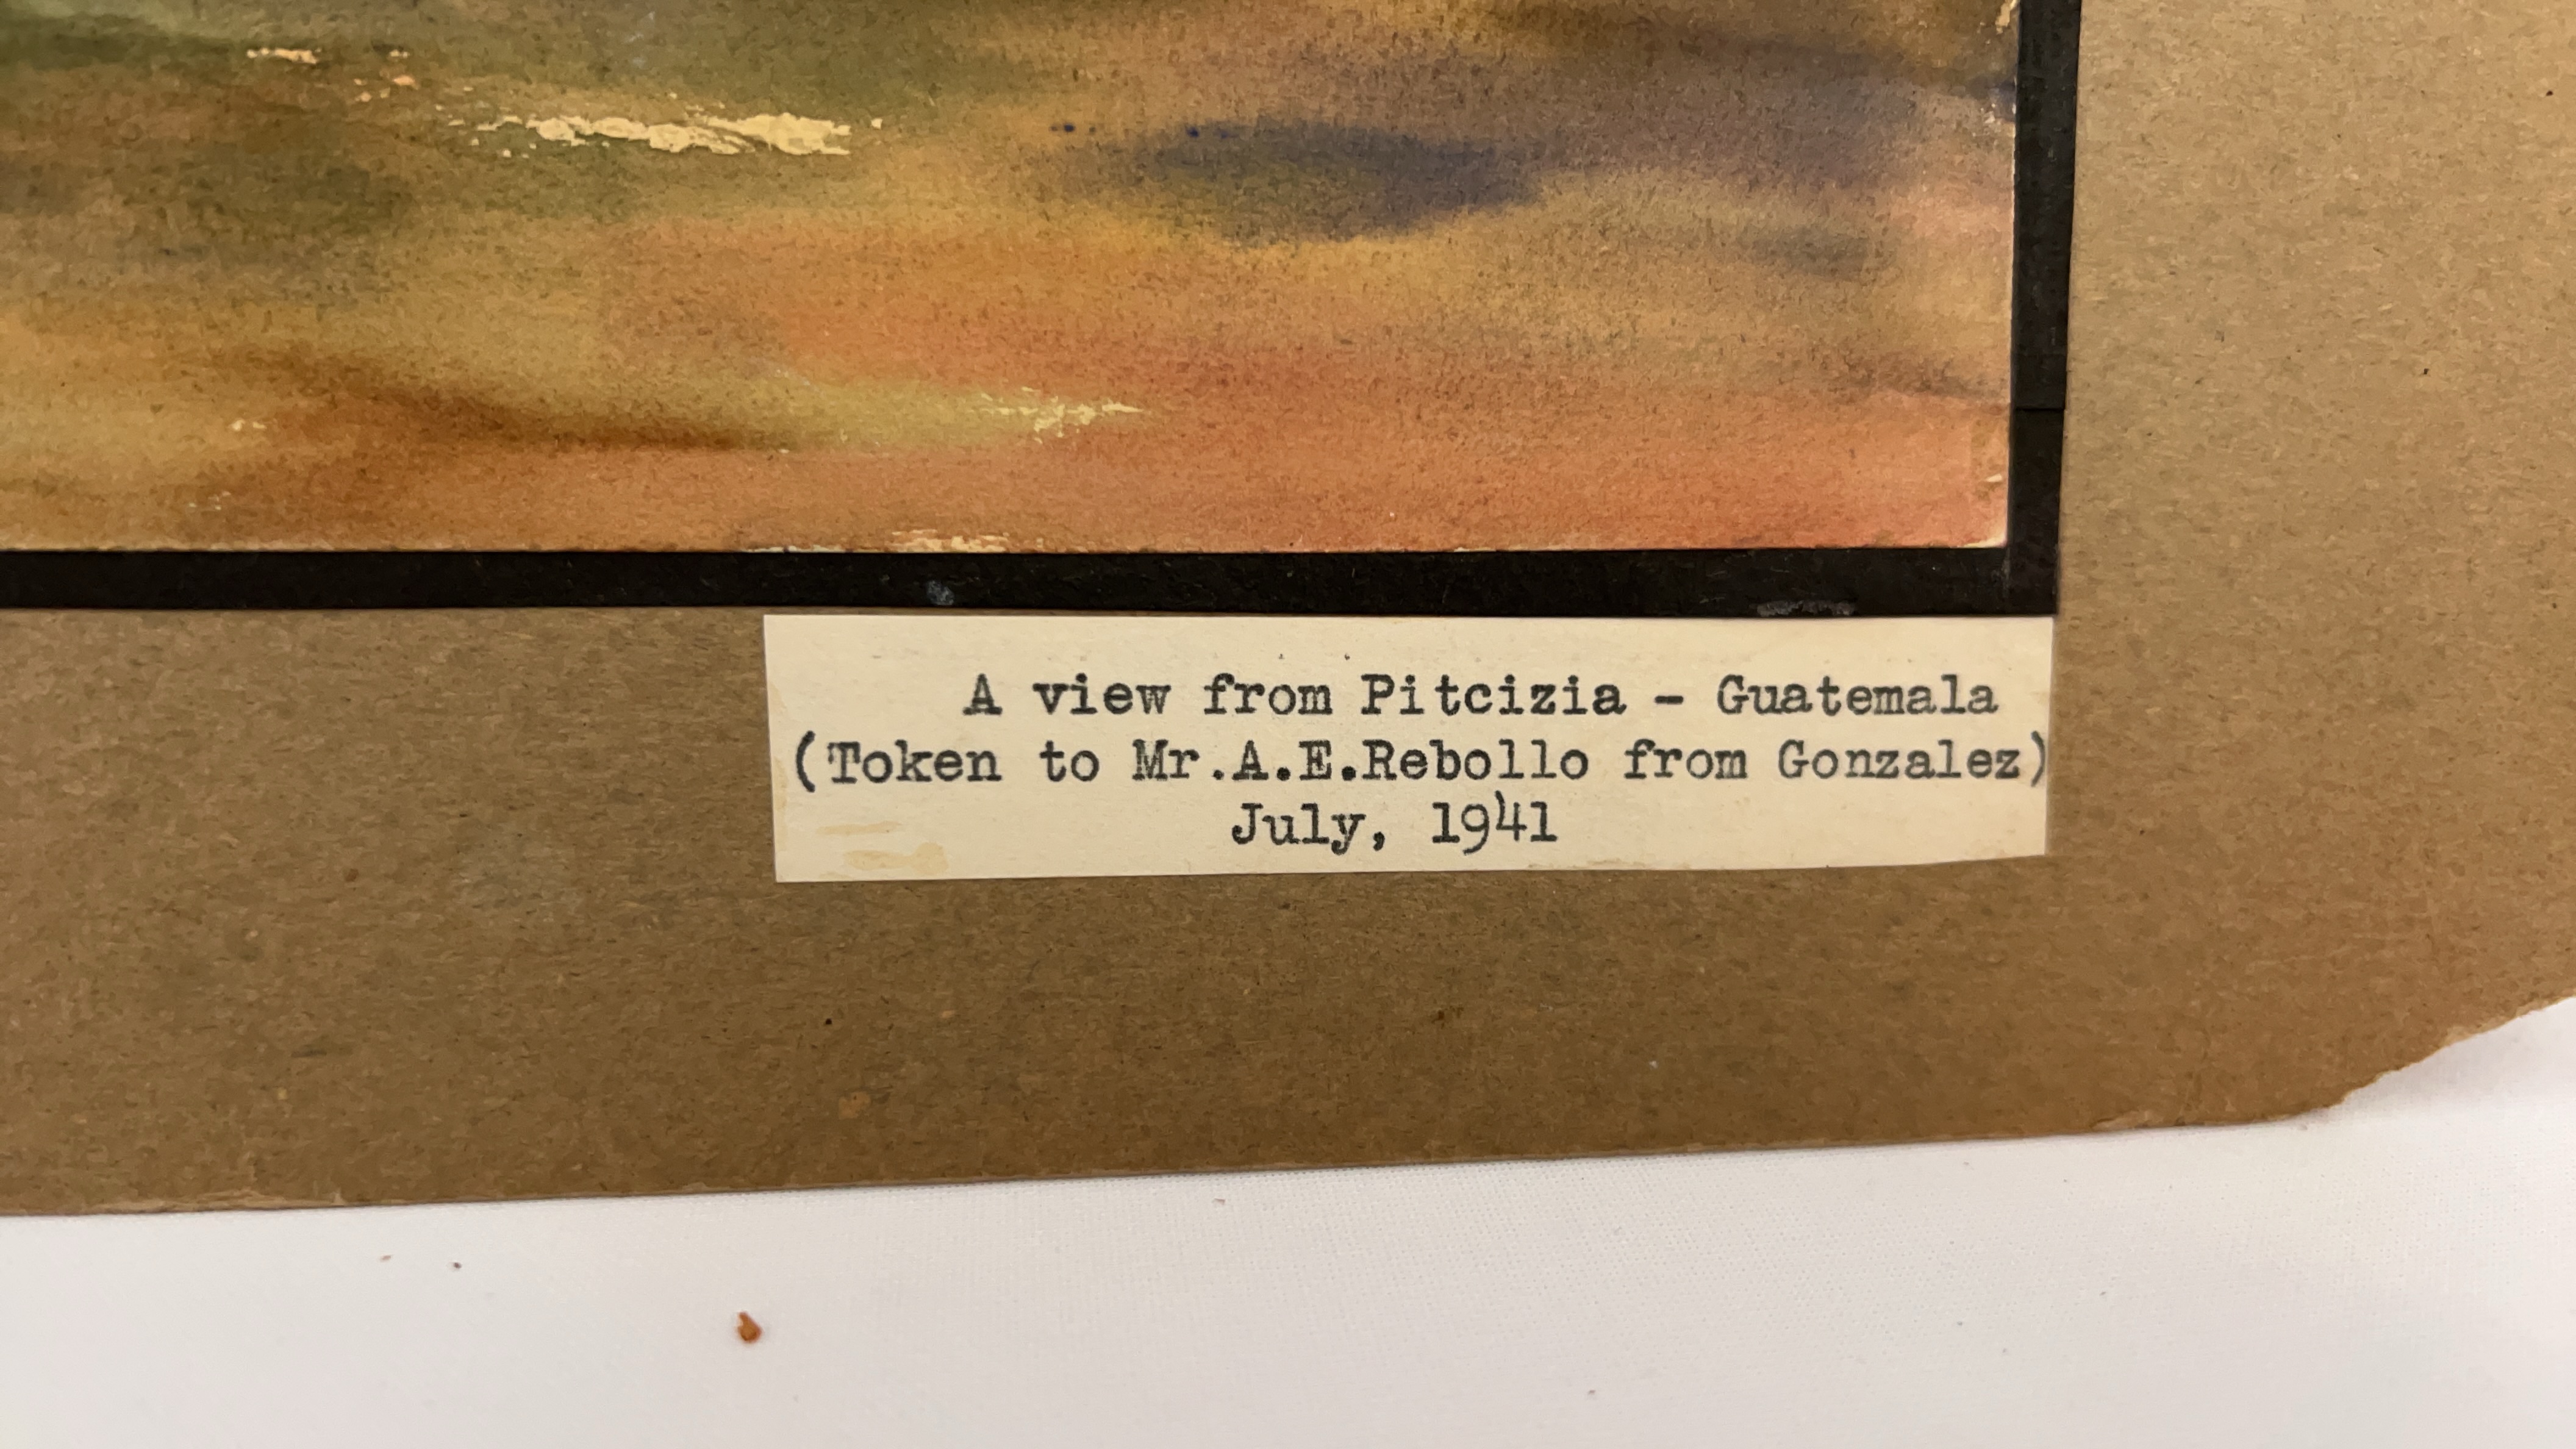 A view from Pitcizia - Guatemala
(Token to Mr.A.E.Rebollo from Gonzalez)
July, 1941